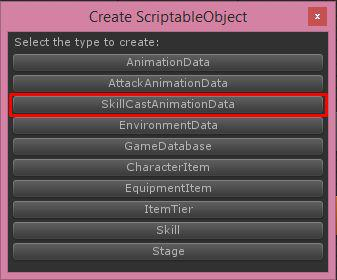 Create ScriptableObject
x
Select the type to create:
AnimationData
AttackAnimationData
SkillCastAnimationData
EnvironmentData
GameDatabase
CharacterItem
EquipmentItem
ItemTier
Skill
Stage